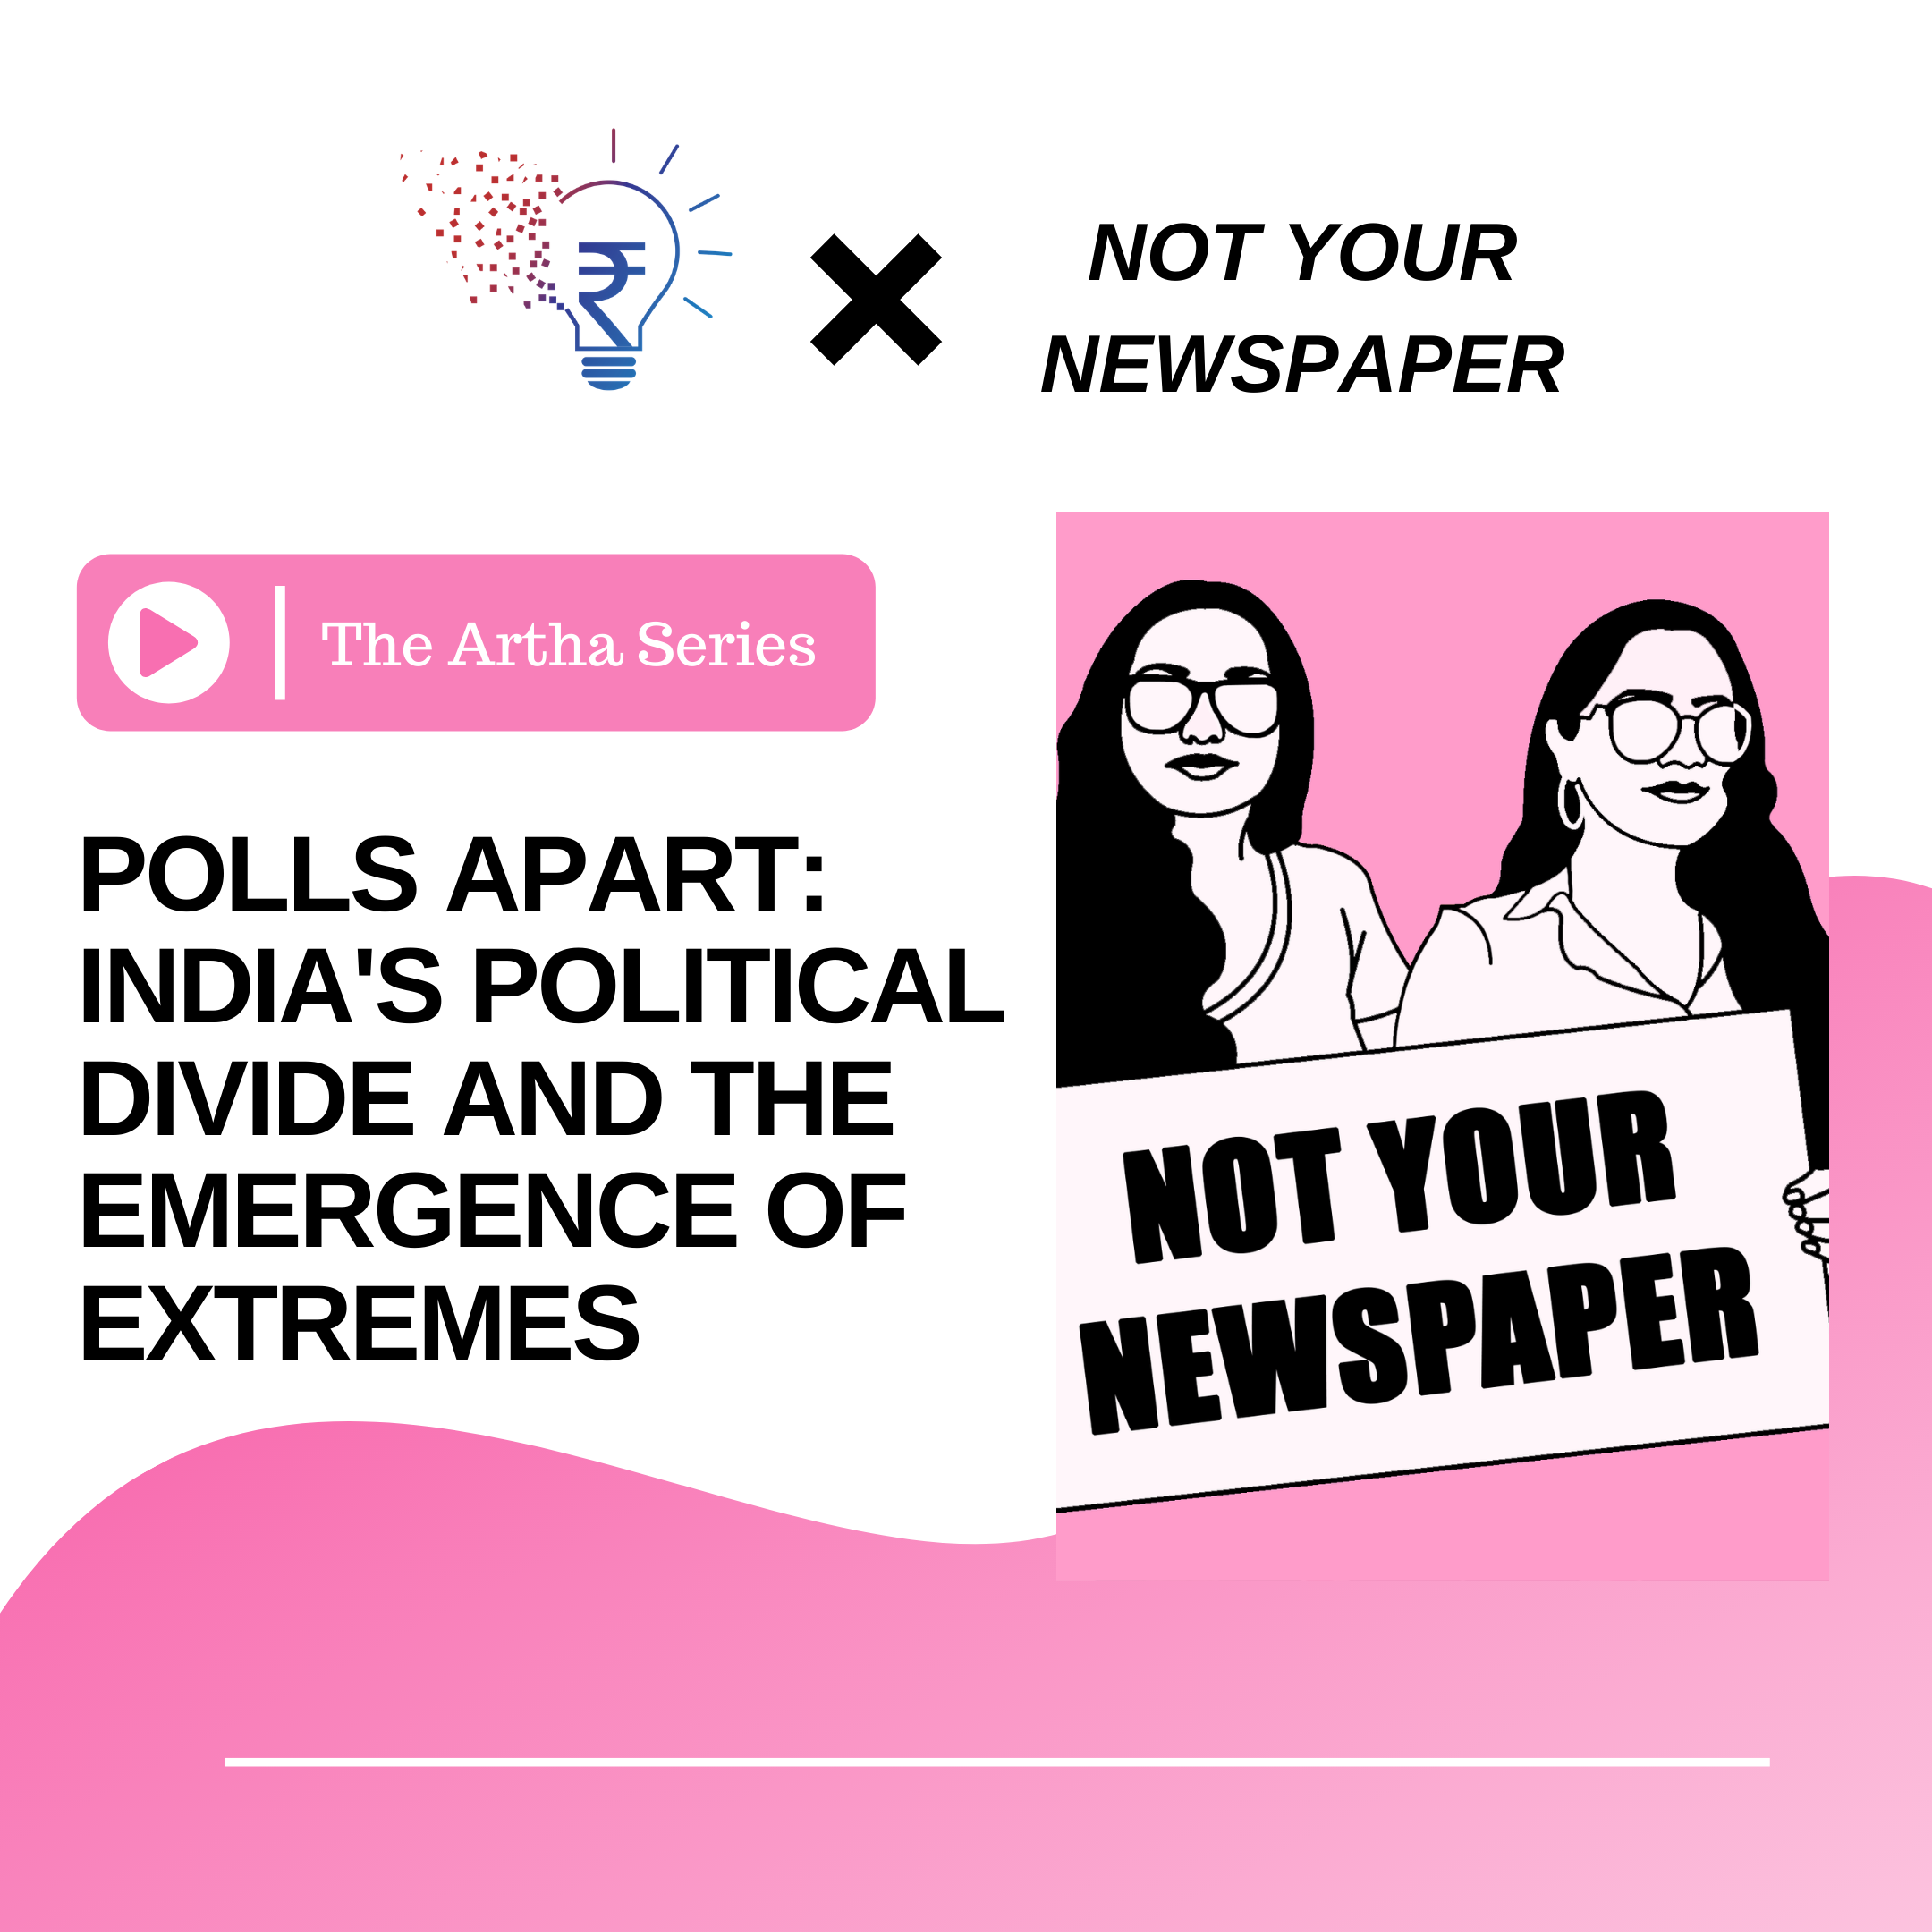 NOT YOUR
NEWSPAPER
The Artha Series
POLLS APART:
INDIA'S POLITICAL
DIVIDE AND THE
EMERGENCE OF
EXTREMES
NOT YOUR
NEWSPAPER